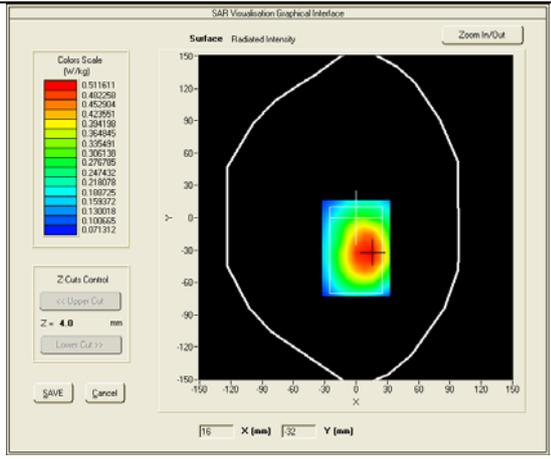 SAR Visualisation Graphical Interface
Surface Radiated Intensity
Zoom In/Out
Colors Scale
(W/kg)
0.511611
0.482258
0.452904
0.423551
0.394198
0.364845
0.335491
0.306138
0.276785
0.247432
0.218078
0.188725
0.159372
0.130018
0.100665
0.071312
Z-Cuts Control
<< Upper Cut
Z = 4.0 mm
Lower Cut >>
SAVE Cancel
150
120
90
60
30
0
-30
-60
-90
-120
-150
Y
-150 -120 -90 -60 -30 0 30 60 90 120 150
X
16 X (mm) -32 Y (mm)